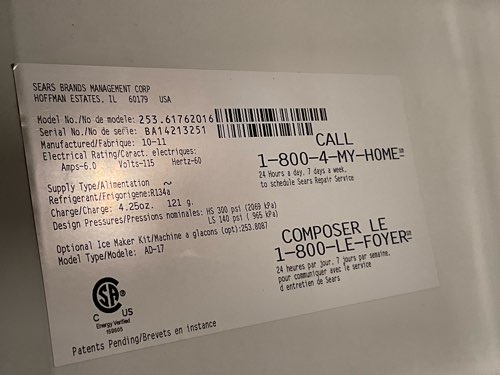 SEARS BRANDS MANAGEMENT CORP
HOFFMAN ESTATES, IL 60179 USA
Model No./No de modele: 253.61762016
Serial No./No de série: BA14213251
Manufactured/Fabrique: 10-11
Electrical Rating/Caract. electriques:
Amps-6.0 Volts-115 Hertz-60
CALL
1-800-4-MY-HOME℠
24 Hours a day, 7 days a week,
to schedule Sears Repair Service
Supply Type/Alimentation ~
Refrigerant/Frigorigene:R134a
Charge/Charge: 4.25oz. 121 g.
Design Pressures/Pressions nominales: HS 300 psi (2069 kPa)
LS 140 psi ( 965 kPa)
Optional Ice Maker Kit/Machine a glacons (opt):253.8087
Model Type/Modele: AD-17
COMPOSER LE
1-800-LE-FOYER
24 heures par jour, 7 jours par semaine,
pour communiquer avec le service
d entretien de Sears
SA
C US
Energy Verified
159805
Patents Pending/Brevets en instance